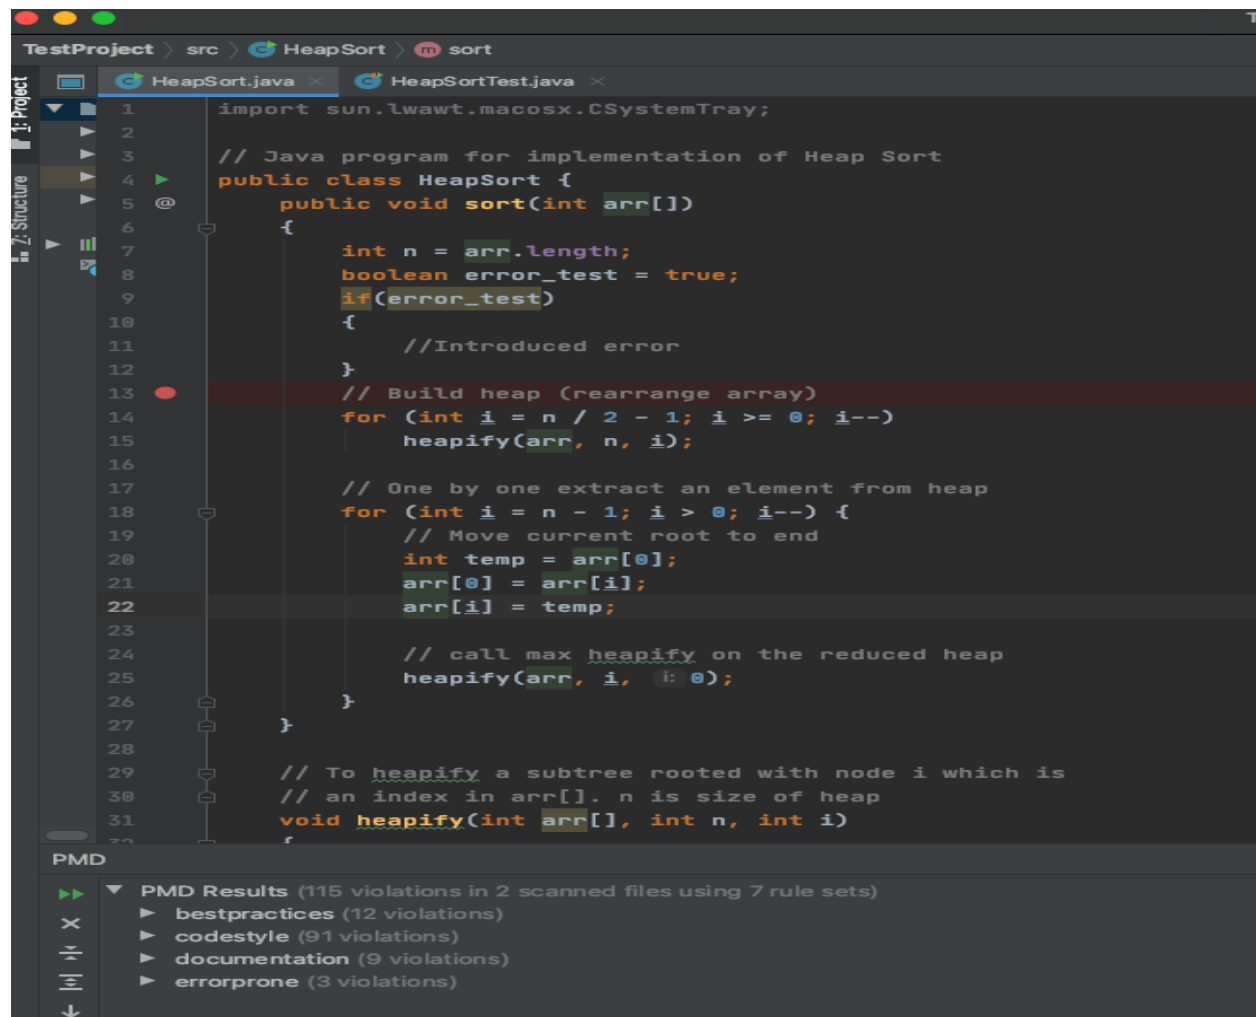 T
TestProject src HeapSort m sort
1: Project
7: Structure
HeapSort.java HeapSortTest.java
1 import sun.lwawt.macosx.CSystemTray;
2
3 // Java program for implementation of Heap Sort
4 public class HeapSort {
5 @ public void sort(int arr[])
6 {
7 int n = arr.length;
8 boolean error_test = true;
9 if(error_test)
10 {
11 //Introduced error
12 }
13 // Build heap (rearrange array)
14 for (int i = n / 2 - 1; i >= 0; i--)
15 heapify(arr, n, i);
16
17 // One by one extract an element from heap
18 for (int i = n - 1; i > 0; i--) {
19 // Move current root to end
20 int temp = arr[0];
21 arr[0] = arr[i];
22 arr[i] = temp;
23
24 // call max heapify on the reduced heap
25 heapify(arr, i, i: 0);
26 }
27 }
28
29 // To heapify a subtree rooted with node i which is
30 // an index in arr[]. n is size of heap
31 void heapify(int arr[], int n, int i)
32 {
PMD
PMD Results (115 violations in 2 scanned files using 7 rule sets)
bestpractices (12 violations)
codestyle (91 violations)
documentation (9 violations)
errorprone (3 violations)